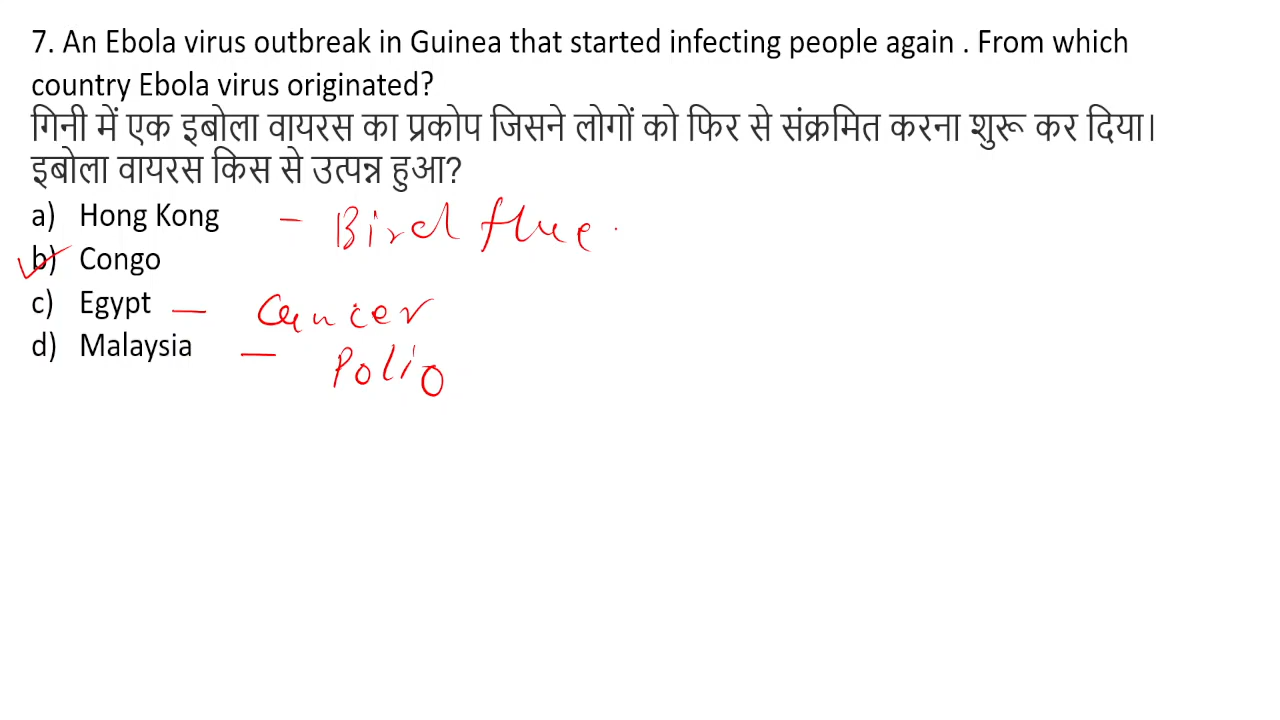 7. An Ebola virus outbreak in Guinea that started infecting people again . From which
country Ebola virus originated?
गिनी में एक इबोला वायरस का प्रकोप जिसने लोगों को फिर से संक्रमित करना शुरू कर दिया।
इबोला वायरस किस से उत्पन्न हुआ?
a) Hong Kong - Bird flue
b) Congo
c) Egypt - Cancer
d) Malaysia - Polio